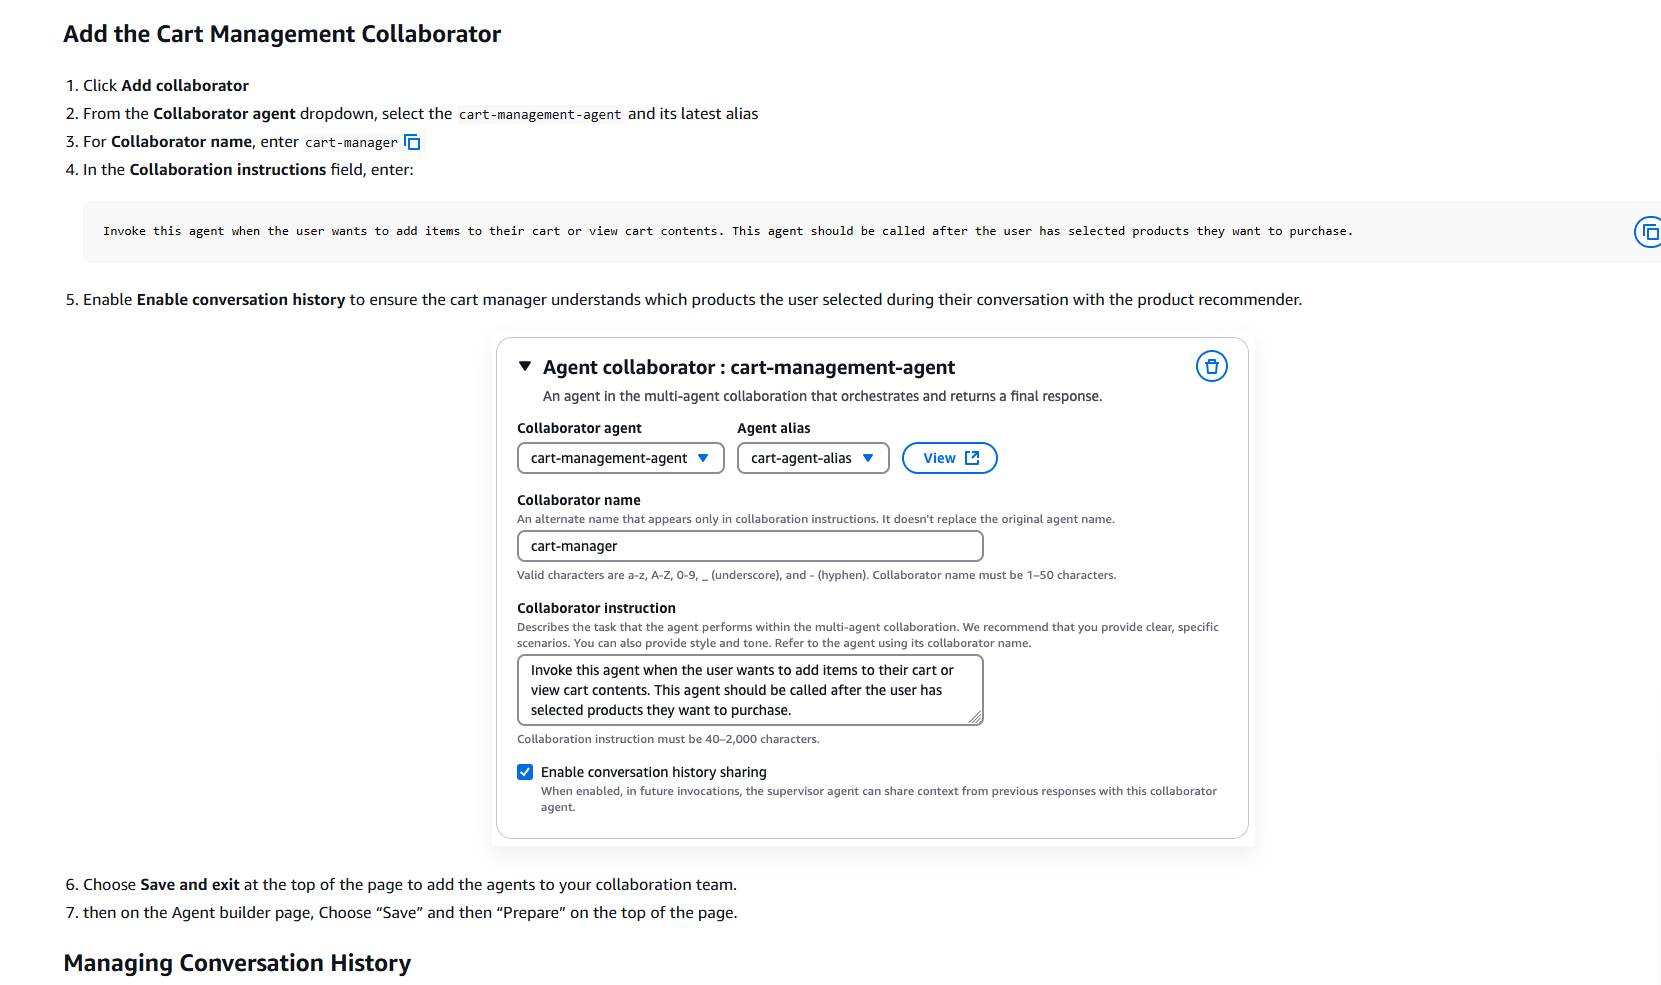 Add the Cart Management Collaborator
1. Click Add collaborator
2. From the Collaborator agent dropdown, select the cart-management-agent and its latest alias
3. For Collaborator name, enter cart-manager
4. In the Collaboration instructions field, enter:
Invoke this agent when the user wants to add items to their cart or view cart contents. This agent should be called after the user has selected products they want to purchase.
5. Enable Enable conversation history to ensure the cart manager understands which products the user selected during their conversation with the product recommender.
Agent collaborator : cart-management-agent
An agent in the multi-agent collaboration that orchestrates and returns a final response.
Collaborator agent Agent alias
cart-management-agent cart-agent-alias View
Collaborator name
An alternate name that appears only in collaboration instructions. It doesn't replace the original agent name.
cart-manager
Valid characters are a-z, A-Z, 0-9, _ (underscore), and - (hyphen). Collaborator name must be 1–50 characters.
Collaborator instruction
Describes the task that the agent performs within the multi-agent collaboration. We recommend that you provide clear, specific
scenarios. You can also provide style and tone. Refer to the agent using its collaborator name.
Invoke this agent when the user wants to add items to their cart or
view cart contents. This agent should be called after the user has
selected products they want to purchase.
Collaboration instruction must be 40–2,000 characters.
Enable conversation history sharing
When enabled, in future invocations, the supervisor agent can share context from previous responses with this collaborator
agent.
6. Choose Save and exit at the top of the page to add the agents to your collaboration team.
7. then on the Agent builder page, Choose “Save” and then “Prepare” on the top of the page.
Managing Conversation History